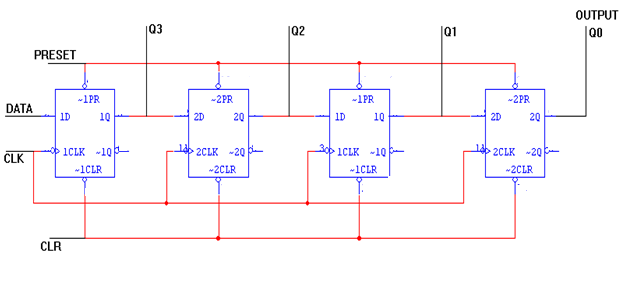 OUTPUT
Q3 Q2 Q1 Q0
PRESET
~1PR ~2PR ~1PR ~2PR
DATA
1D 1Q 2D 2Q 1D 1Q 2D 2Q
CLK
1CLK ~1Q 2CLK ~2Q 3 1CLK ~1Q 2CLK ~2Q
~1CLR ~2CLR ~1CLR ~2CLR
CLR